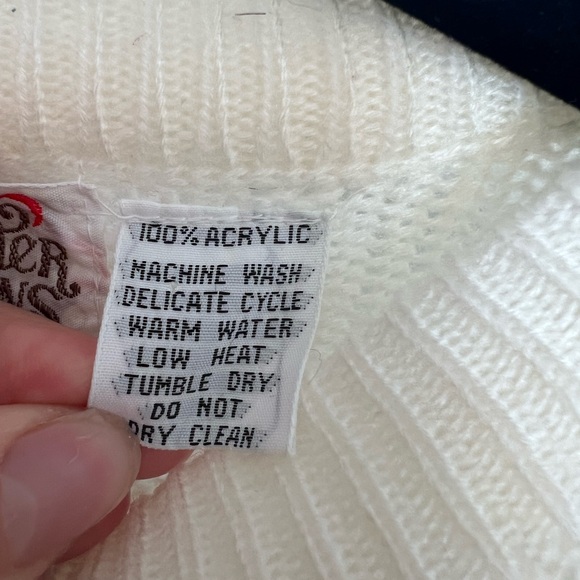 100% ACRYLIC
MACHINE WASH
DELICATE CYCLE
WARM WATER
LOW HEAT
TUMBLE DRY
DO NOT
DRY CLEAN